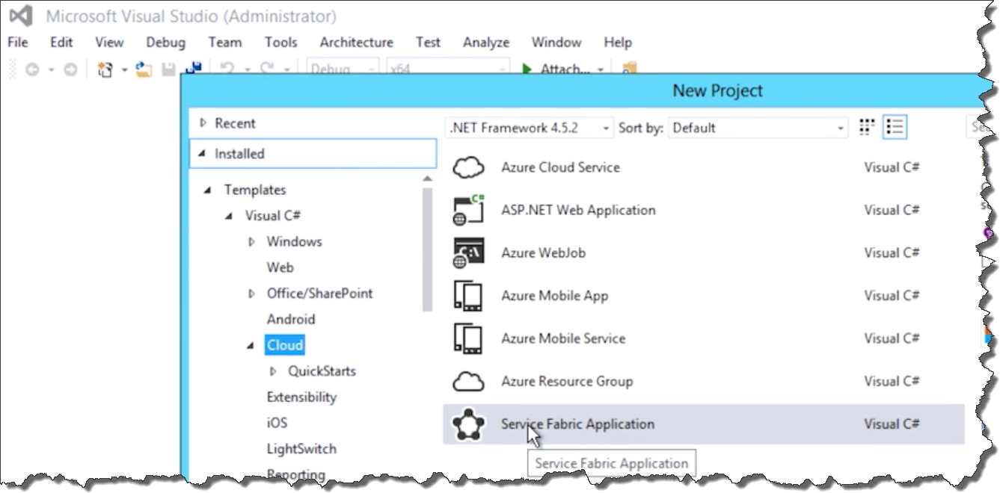 Microsoft Visual Studio (Administrator)
File Edit View Debug Team Tools Architecture Test Analyze Window Help
Debug x64 Attach...
New Project
Recent
.NET Framework 4.5.2 Sort by: Default
Installed
Templates
Visual C#
Windows
Web
Office/SharePoint
Android
Cloud
QuickStarts
Extensibility
iOS
LightSwitch
Reporting
Azure Cloud Service Visual C#
C#
ASP.NET Web Application Visual C#
C:\
Azure WebJob Visual C#
Azure Mobile App Visual C#
Azure Mobile Service Visual C#
Azure Resource Group Visual C#
Service Fabric Application Visual C#
Service Fabric Application